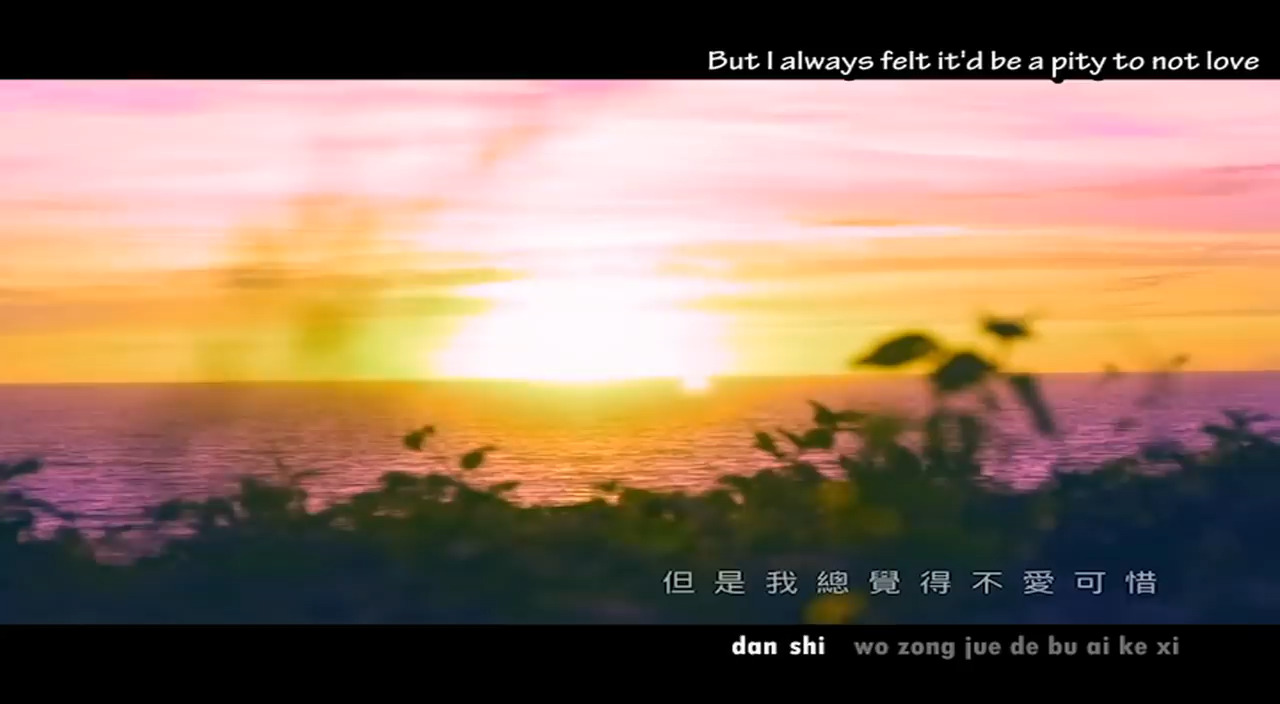 But I always felt it'd be a pity to not love
但是我總覺得不愛可惜
dan shi wo zong jue de bu ai ke xi